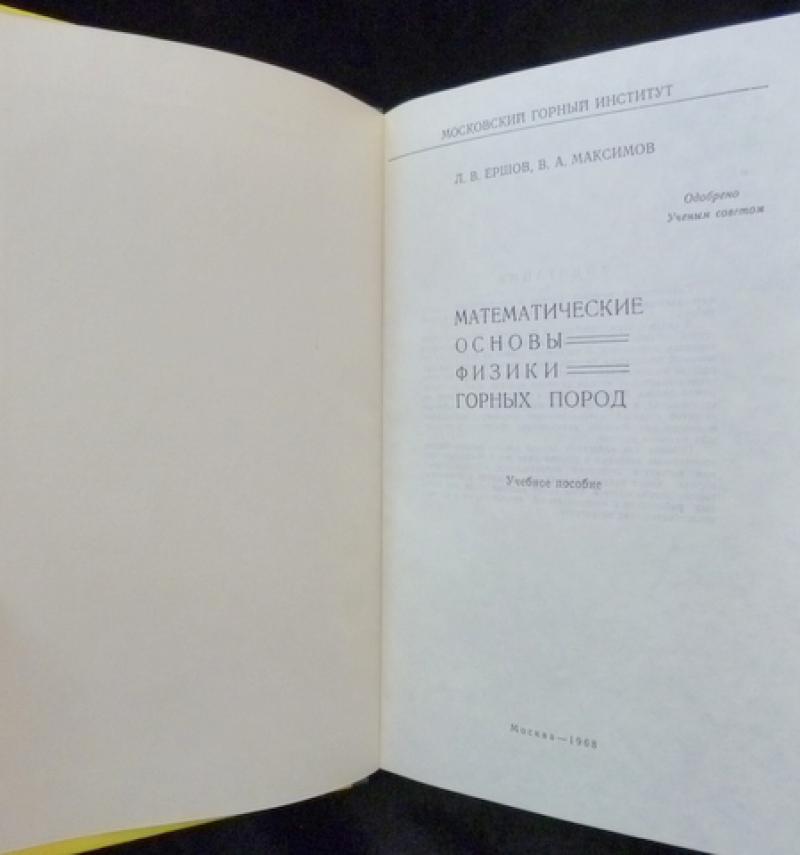 МОСКОВСКИЙ ГОРНЫЙ ИНСТИТУТ
Л. В. ЕРШОВ, В. А. МАКСИМОВ
Одобрено
Ученым советом
МАТЕМАТИЧЕСКИЕ
ОСНОВЫ
ФИЗИКИ
ГОРНЫХ ПОРОД
Учебное пособие
Москва—1968